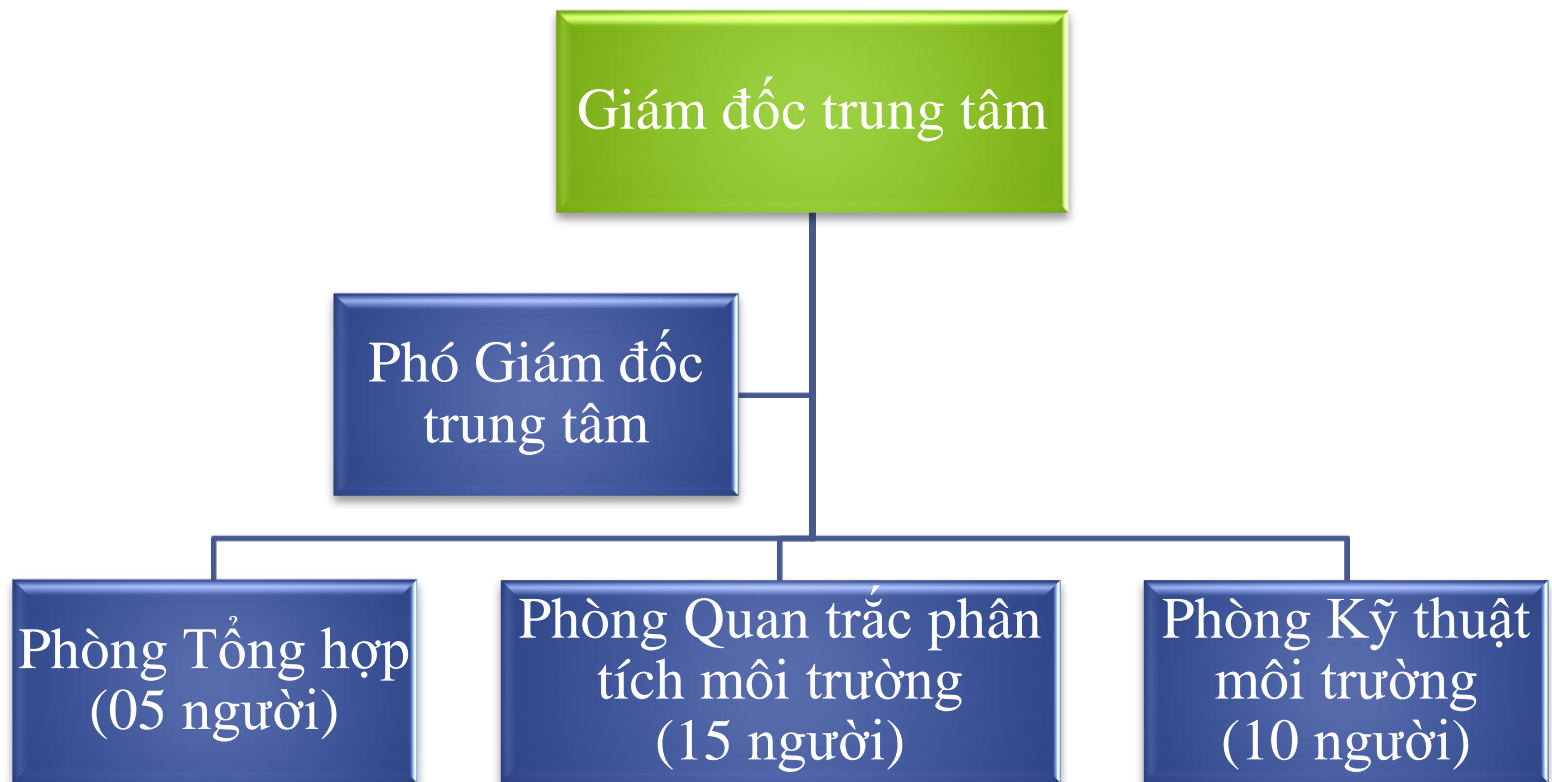 Giám đốc trung tâm
Phó Giám đốc
trung tâm
Phòng Tổng hợp
(05 người)
Phòng Quan trắc phân
tích môi trường
(15 người)
Phòng Kỹ thuật
môi trường
(10 người)